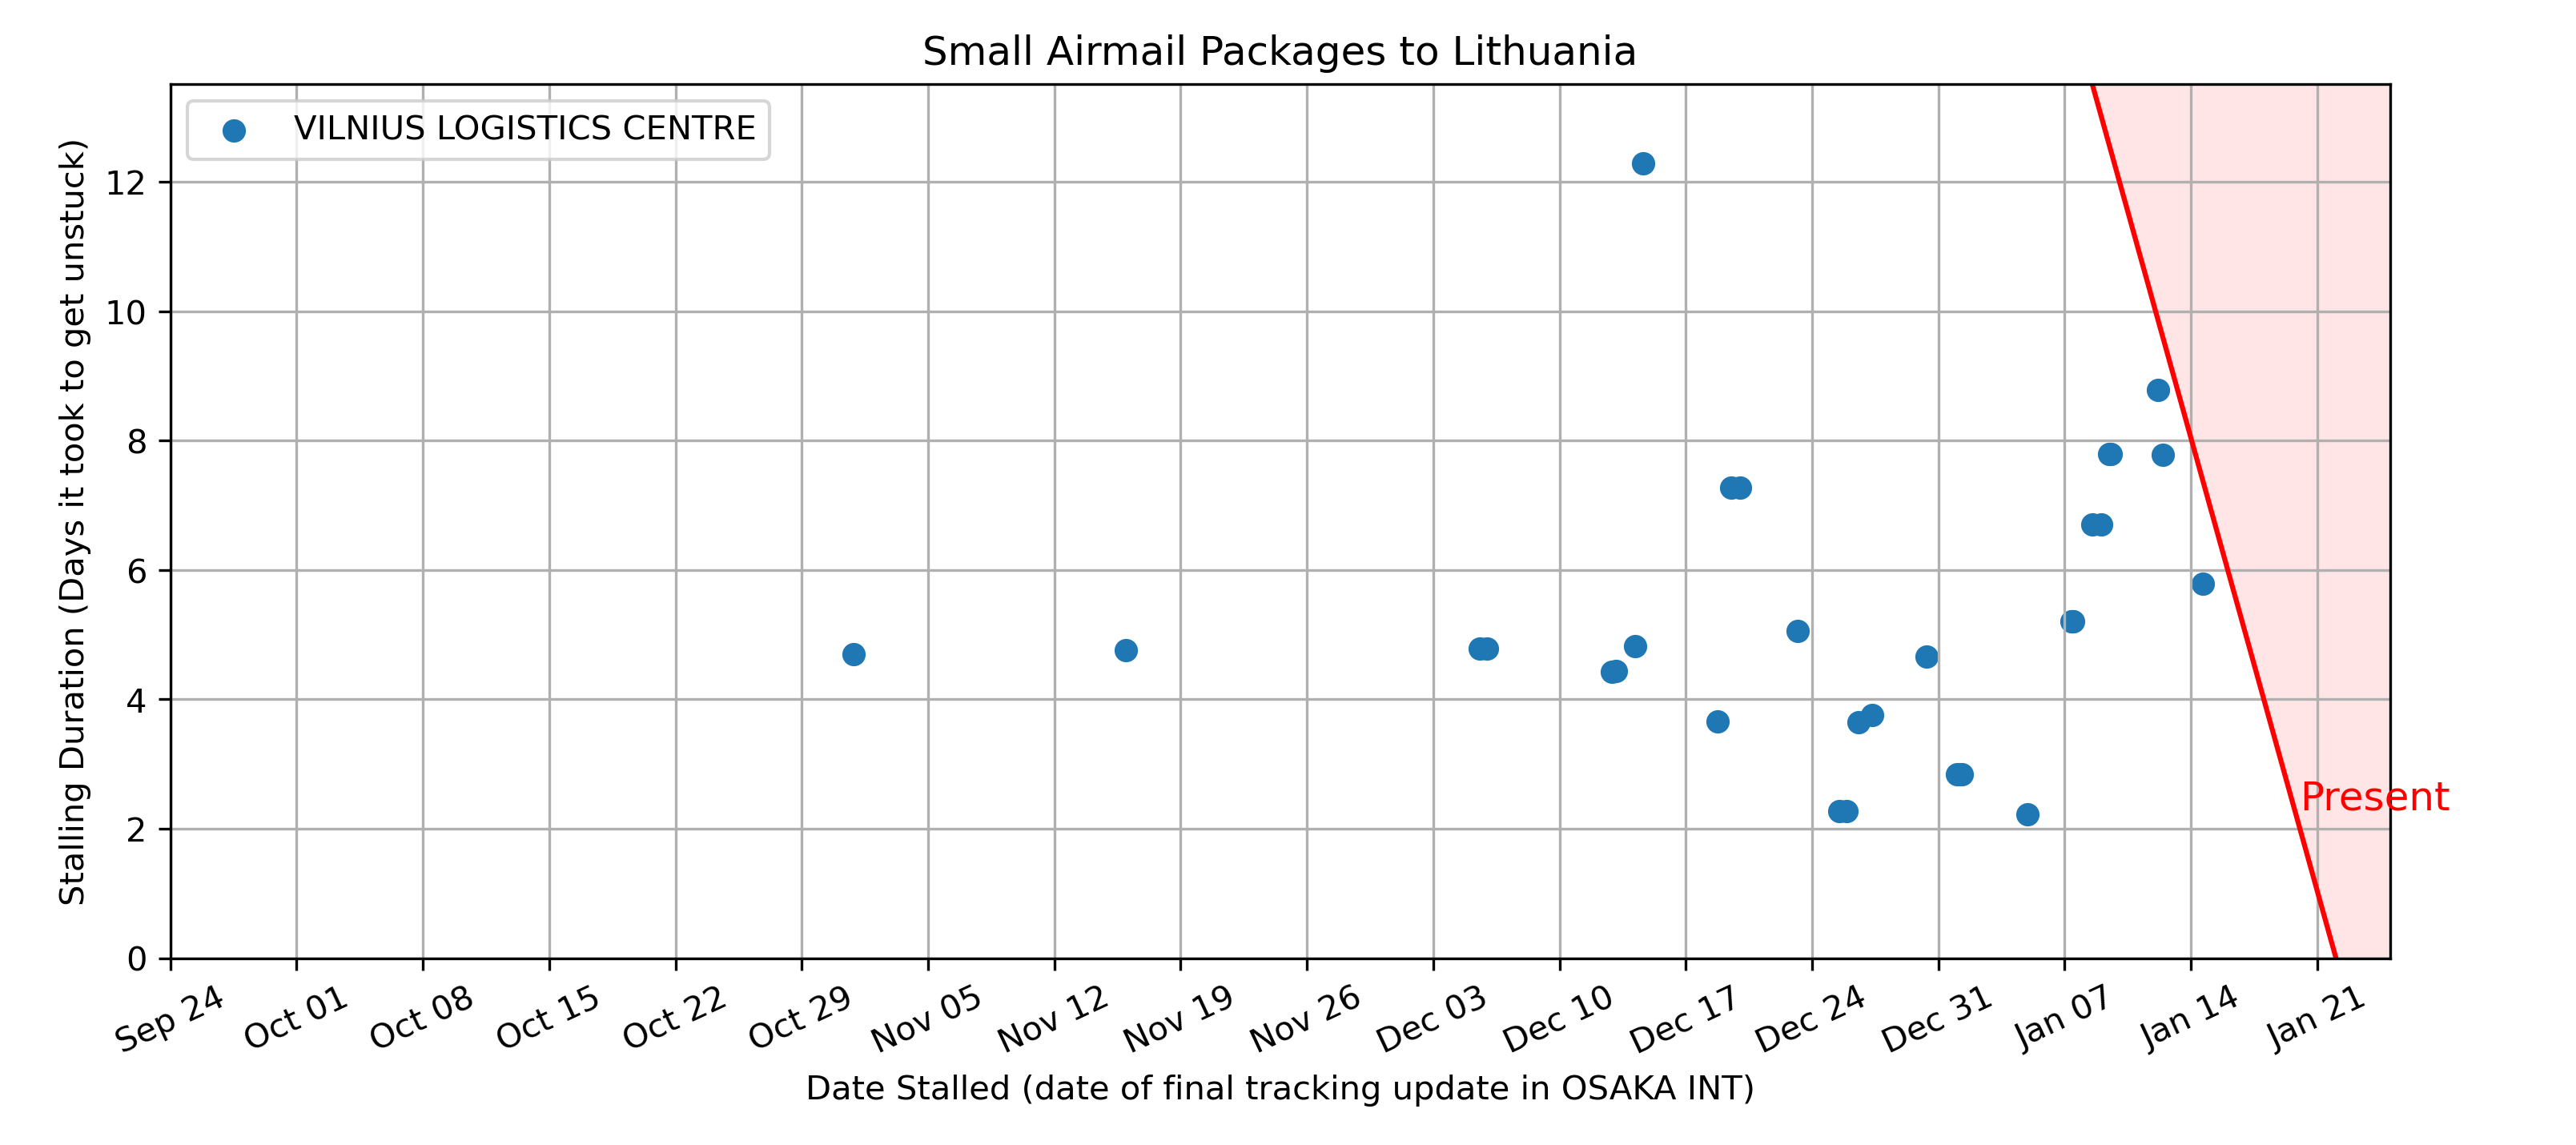 Small Airmail Packages to Lithuania
VILNIUS LOGISTICS CENTRE
Stalling Duration (Days it took to get unstuck)
12
10
8
6
4
2
0
Present
Sep 24
Oct 01
Oct 08
Oct 15
Oct 22
Oct 29
Nov 05
Nov 12
Nov 19
Nov 26
Dec 03
Dec 10
Dec 17
Dec 24
Dec 31
Jan 07
Jan 14
Jan 21
Date Stalled (date of final tracking update in OSAKA INT)